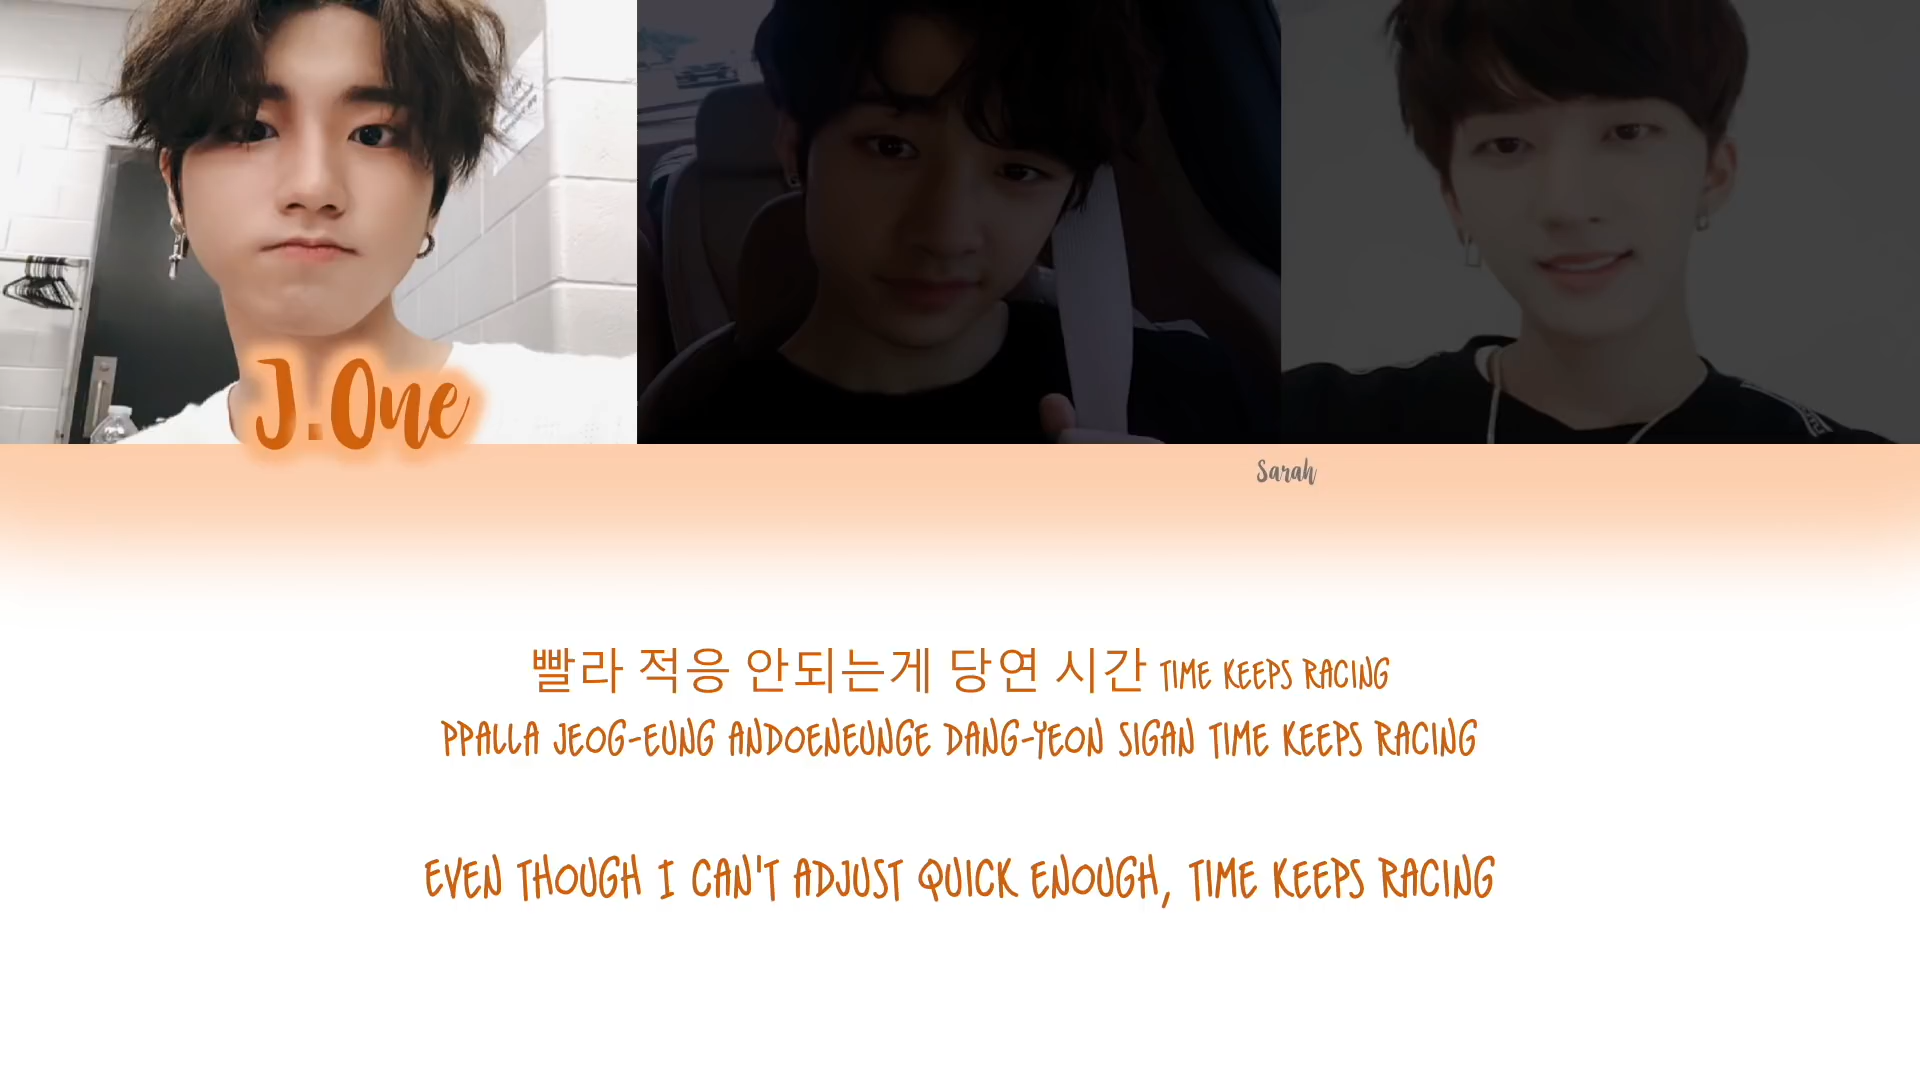 J.One
Sarah
빨라 적응 안되는게 당연 시간 TIME KEEPS RACING
PPALLA JEOG-EUNG ANDOENEUNGE DANG-YEON SIGAN TIME KEEPS RACING
EVEN THOUGH I CAN'T ADJUST QUICK ENOUGH, TIME KEEPS RACING